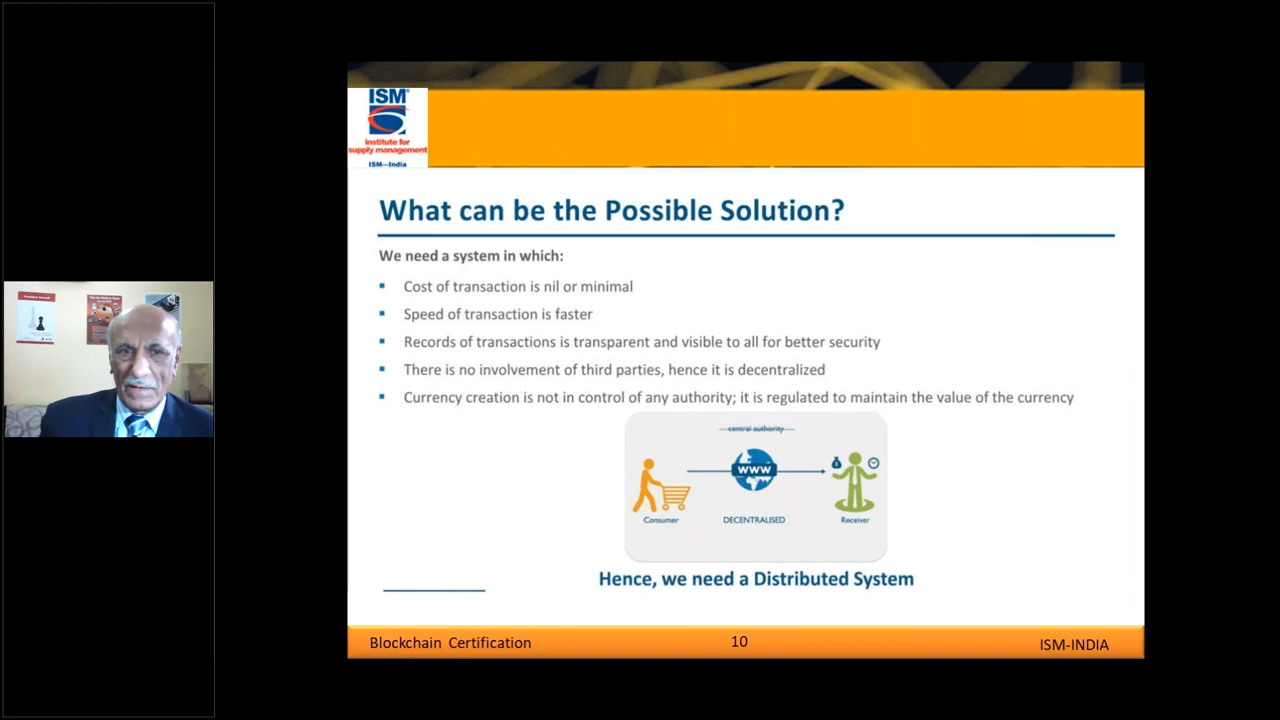 ISM®
institute for
supply management
ISM—India
What can be the Possible Solution?
We need a system in which:
Cost of transaction is nil or minimal
Speed of transaction is faster
Records of transactions is transparent and visible to all for better security
There is no involvement of third parties, hence it is decentralized
Currency creation is not in control of any authority; it is regulated to maintain the value of the currency
central authority
WWW
Consumer
DECENTRALISED
Receiver
Hence, we need a Distributed System
Blockchain Certification
10
ISM-INDIA